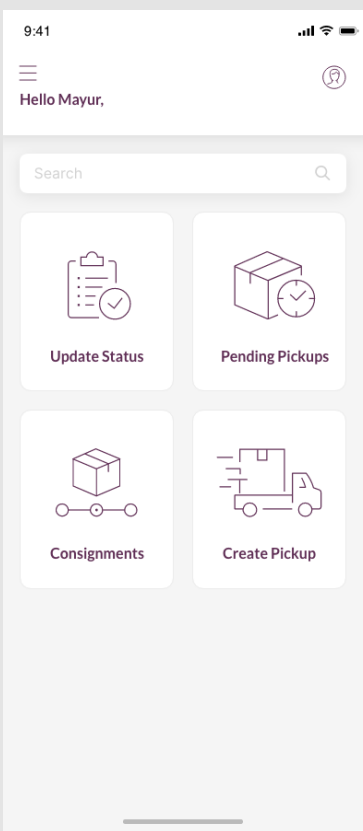 9:41
Hello Mayur,
Search
Update Status
Pending Pickups
Consignments
Create Pickup